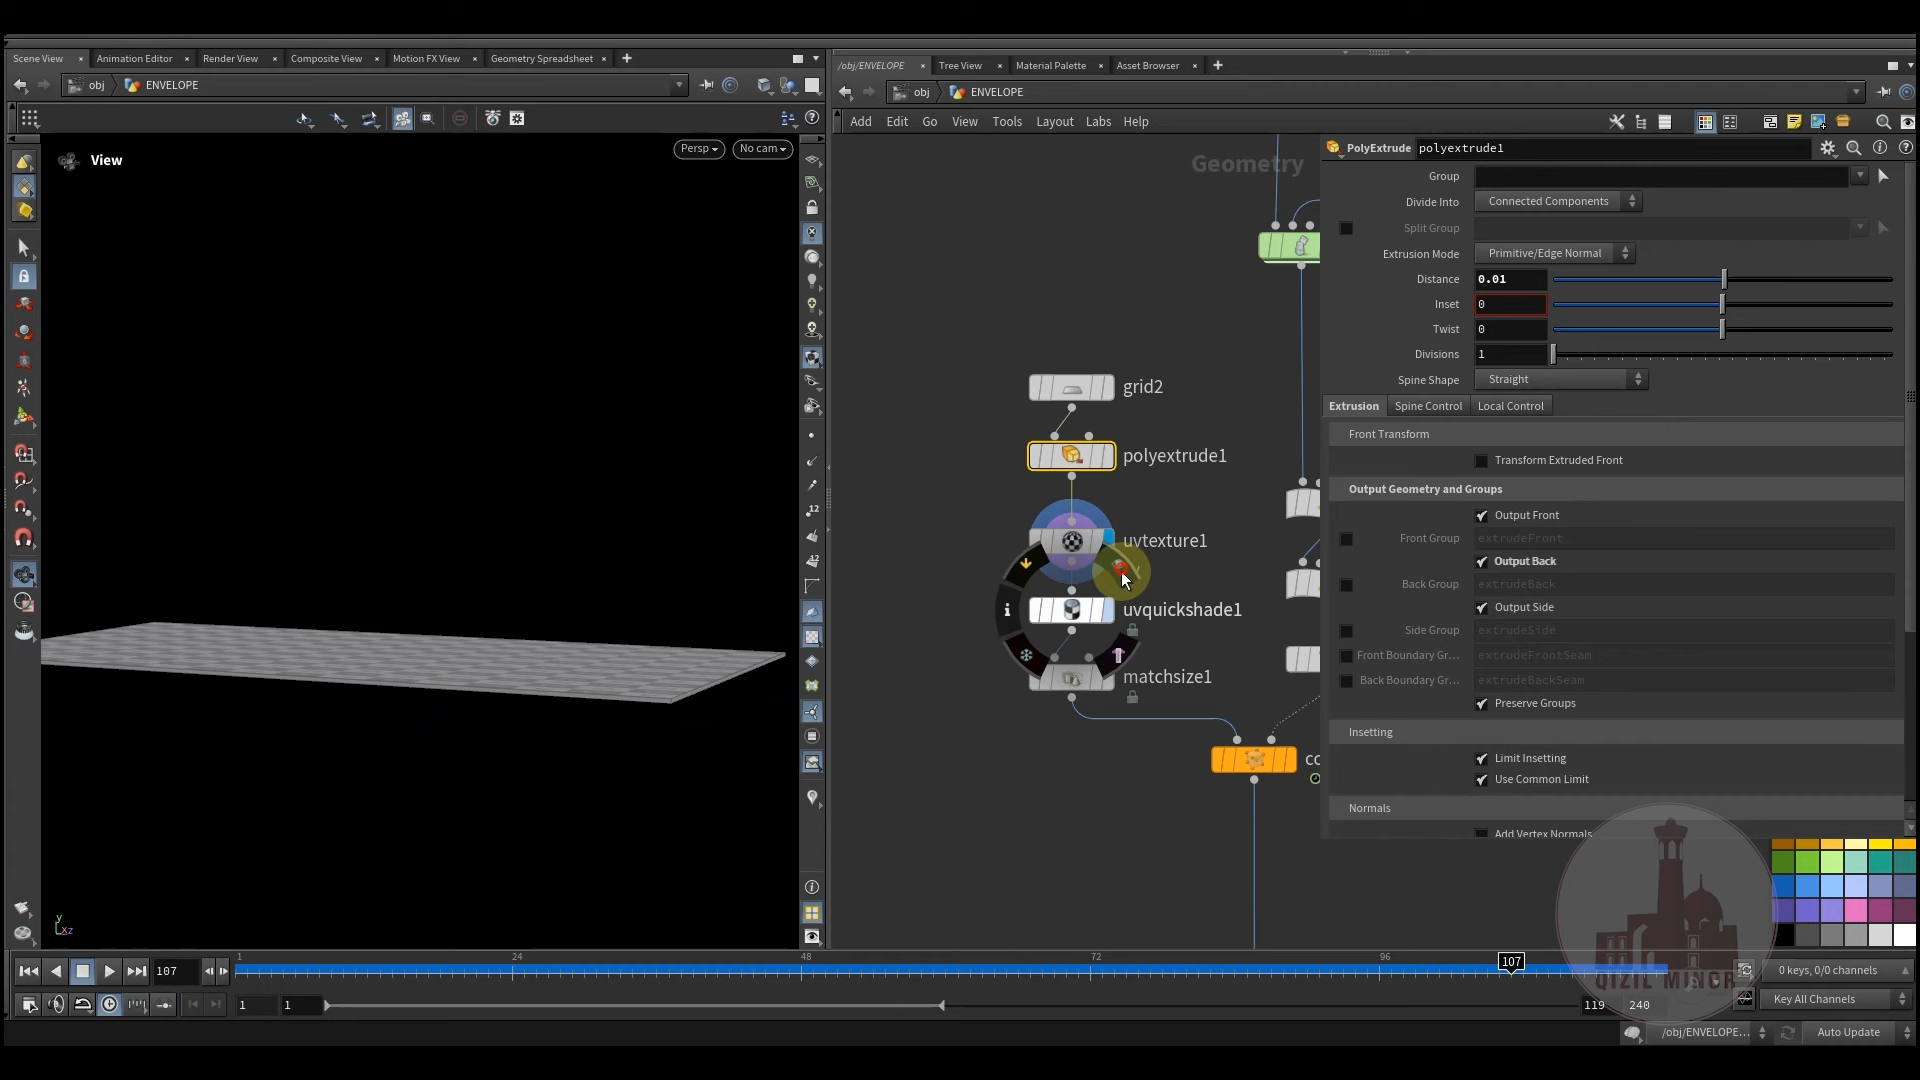 Scene View
Animation Editor
Render View
Composite View
Motion FX View
Geometry Spreadsheet
obj
ENVELOPE
View
Persp
No cam
/obj/ENVELOPE
Tree View
Material Palette
Asset Browser
obj
ENVELOPE
Add
Edit
Go
View
Tools
Layout
Labs
Help
Geometry
grid2
polyextrude1
uvtexture1
uvquickshade1
matchsize1
PolyExtrude
polyextrude1
Group
Divide Into
Connected Components
Split Group
Extrusion Mode
Primitive/Edge Normal
Distance
0.01
Inset
0
Twist
0
Divisions
1
Spine Shape
Straight
Extrusion
Spine Control
Local Control
Front Transform
Transform Extruded Front
Output Geometry and Groups
Output Front
Front Group
extrudeFront
Output Back
Back Group
extrudeBack
Output Side
Side Group
extrudeSide
Front Boundary Gr...
extrudeFrontSeam
Back Boundary Gr...
extrudeBackSeam
Preserve Groups
Insetting
Limit Insetting
Use Common Limit
Normals
Add Vertex Normals
QIZIL MINOR
107
1
24
48
72
96
107
0 keys, 0/0 channels
1
1
119
240
Key All Channels
/obj/ENVELOPE...
Auto Update